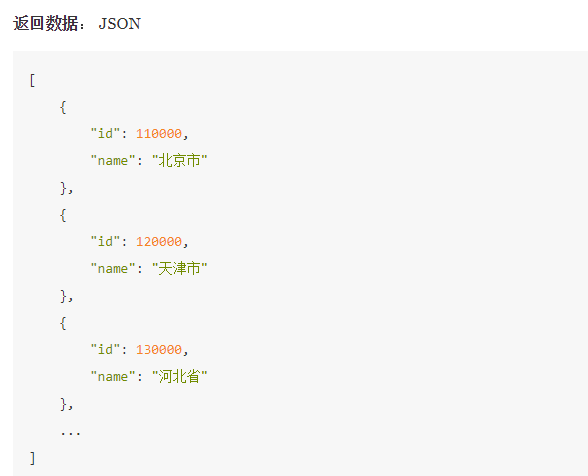 返回数据： JSON
[
    {
        "id": 110000,
        "name": "北京市"
    },
    {
        "id": 120000,
        "name": "天津市"
    },
    {
        "id": 130000,
        "name": "河北省"
    },
    ...
]